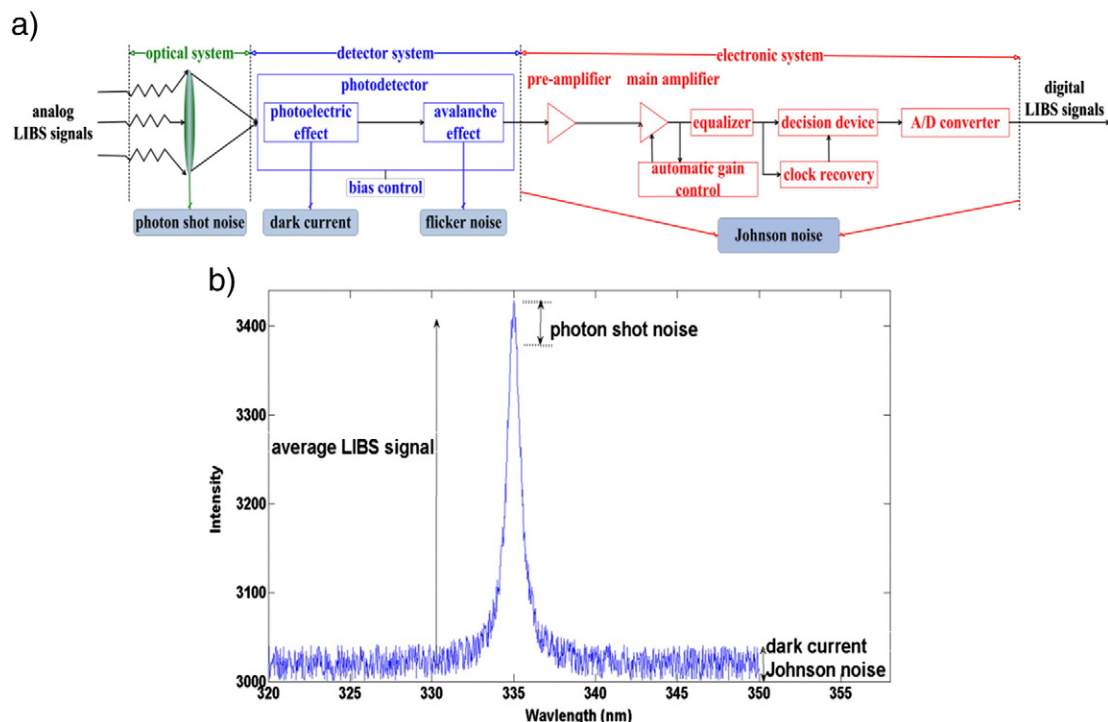 a)
optical system
detector system
electronic system
analog
LIBS signals
photodetector
photoelectric
effect
avalanche
effect
bias control
pre-amplifier
main amplifier
equalizer
decision device
A/D converter
automatic gain
control
clock recovery
digital
LIBS signals
photon shot noise
dark current
flicker noise
Johnson noise
b)
3400
3300
3200
3100
3000
Intensity
average LIBS signal
photon shot noise
dark current
Johnson noise
320
325
330
335
340
345
350
355
Wavlength (nm)